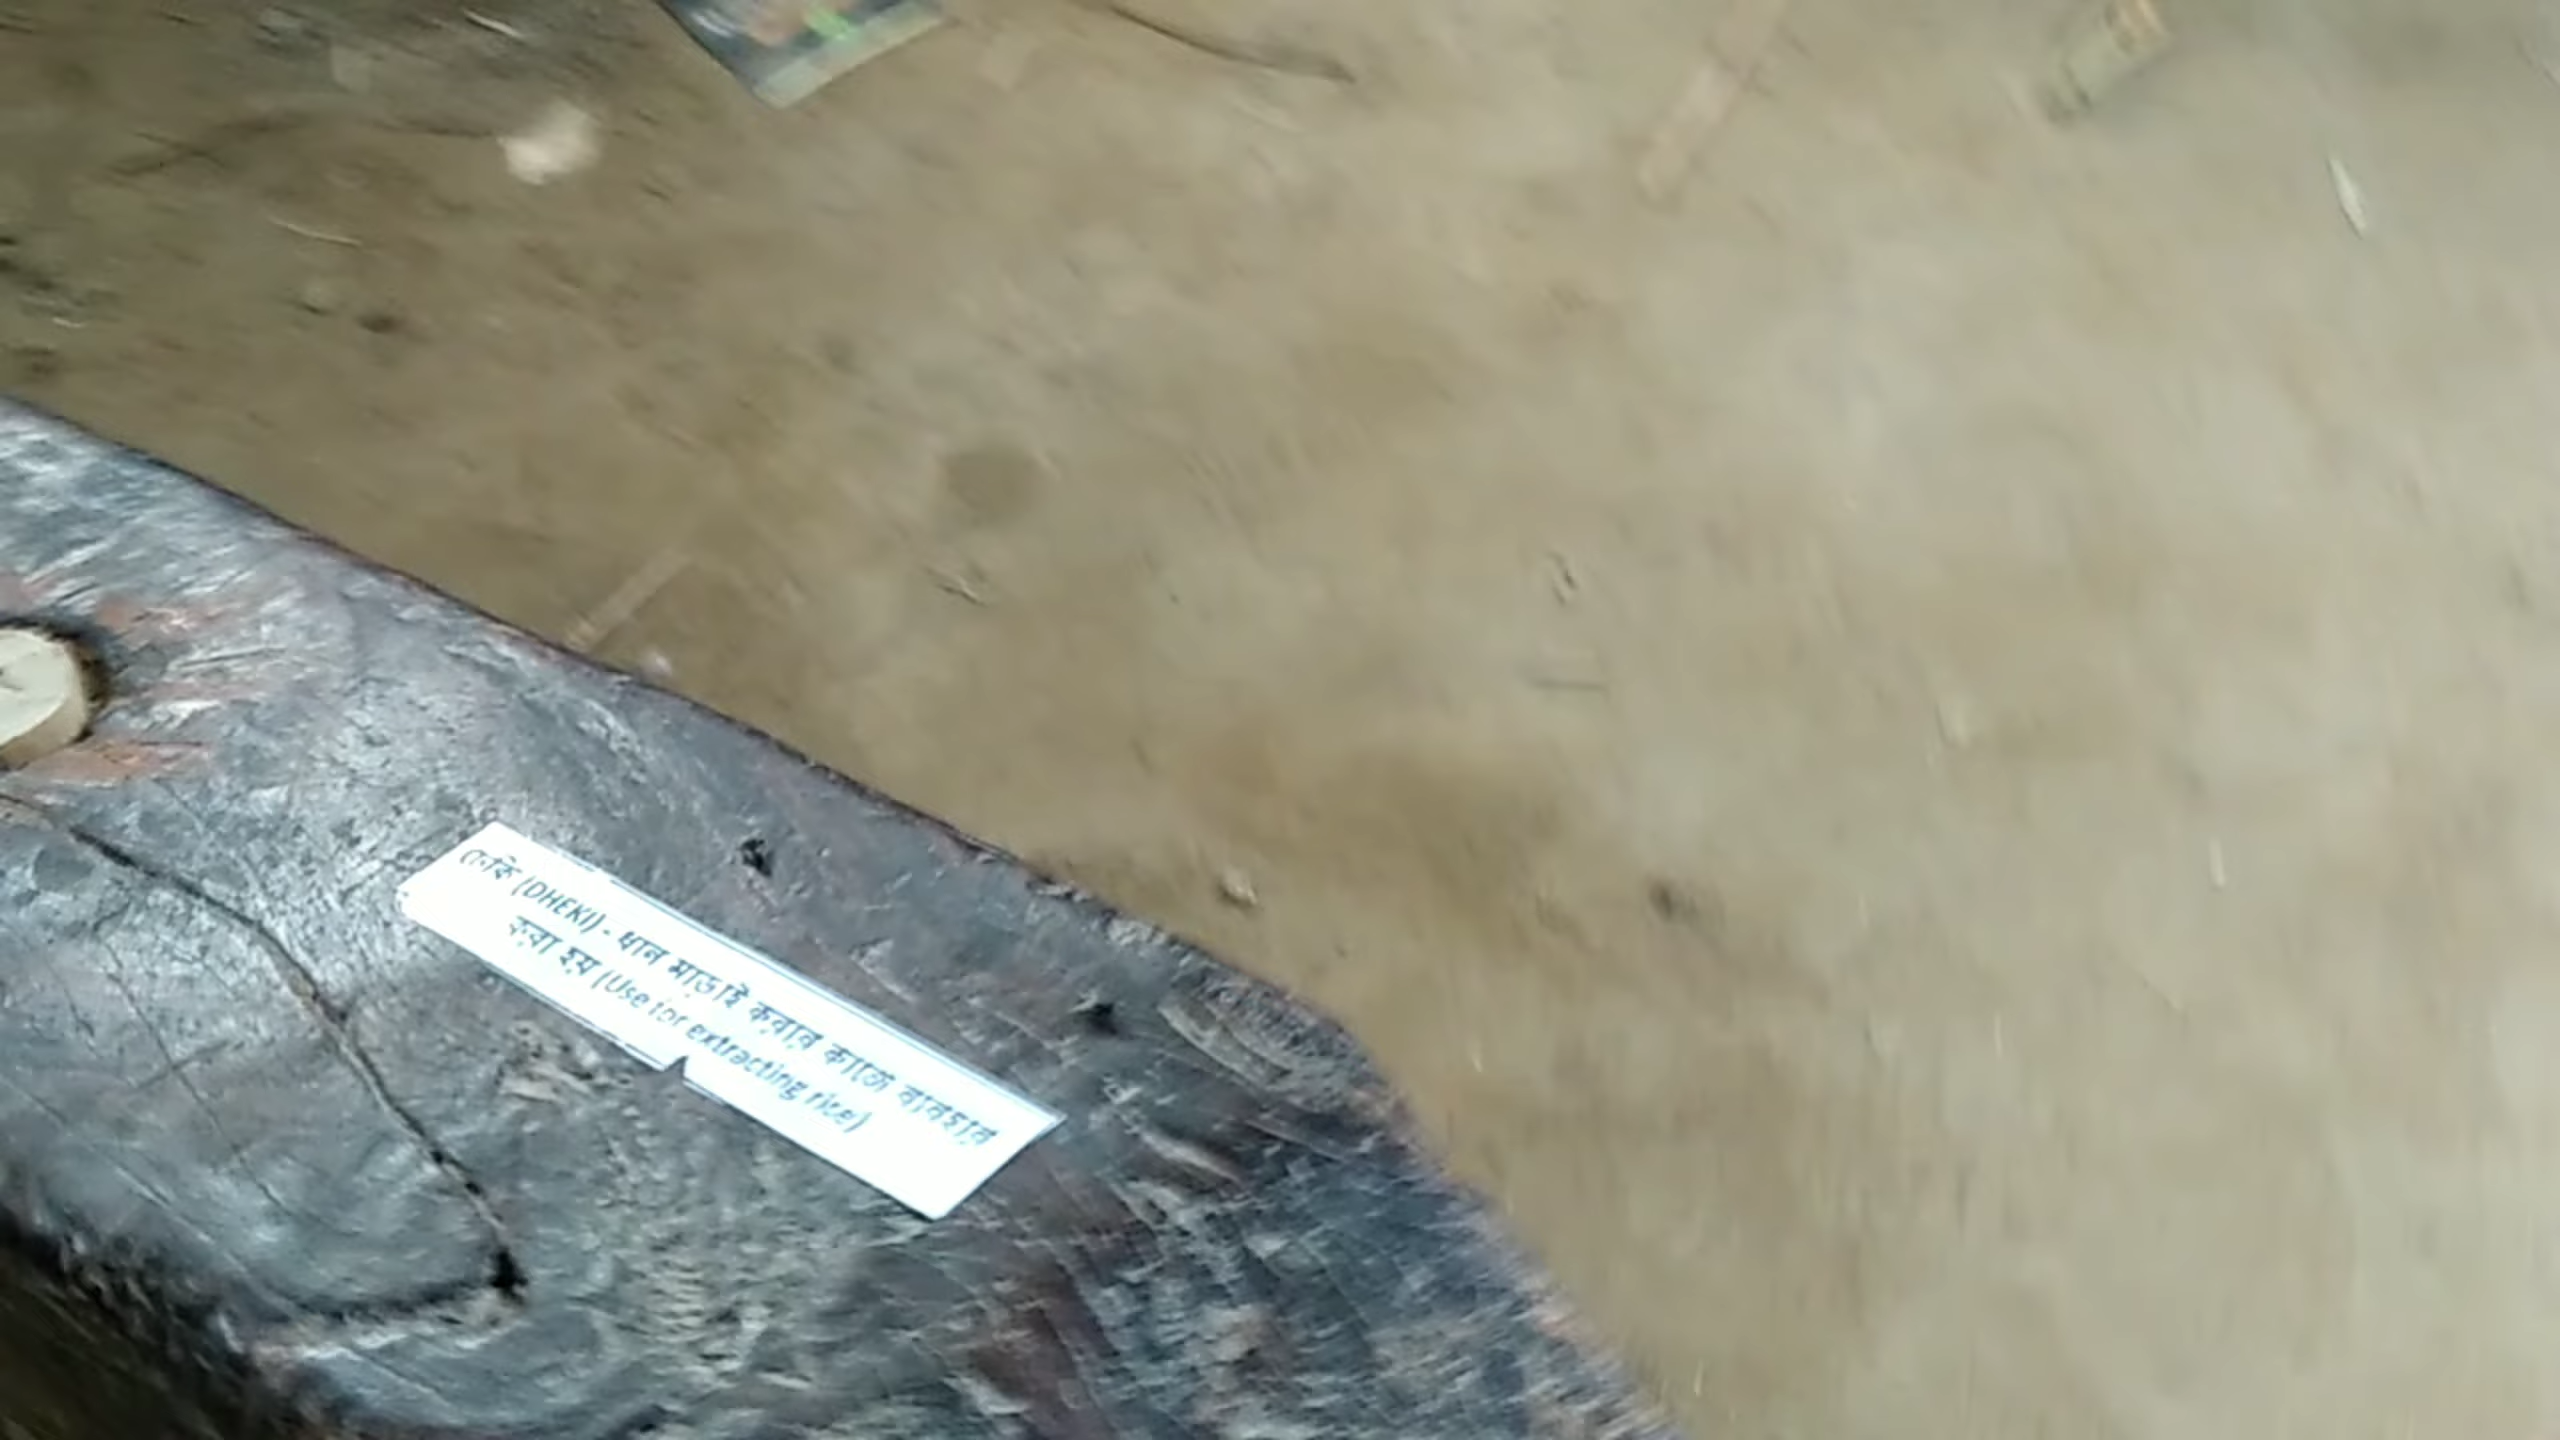 ঢেকি (DHEKI) - ধান মাড়াই করার কাজে ব্যবহার
করা হয় (Use for extracting rice)